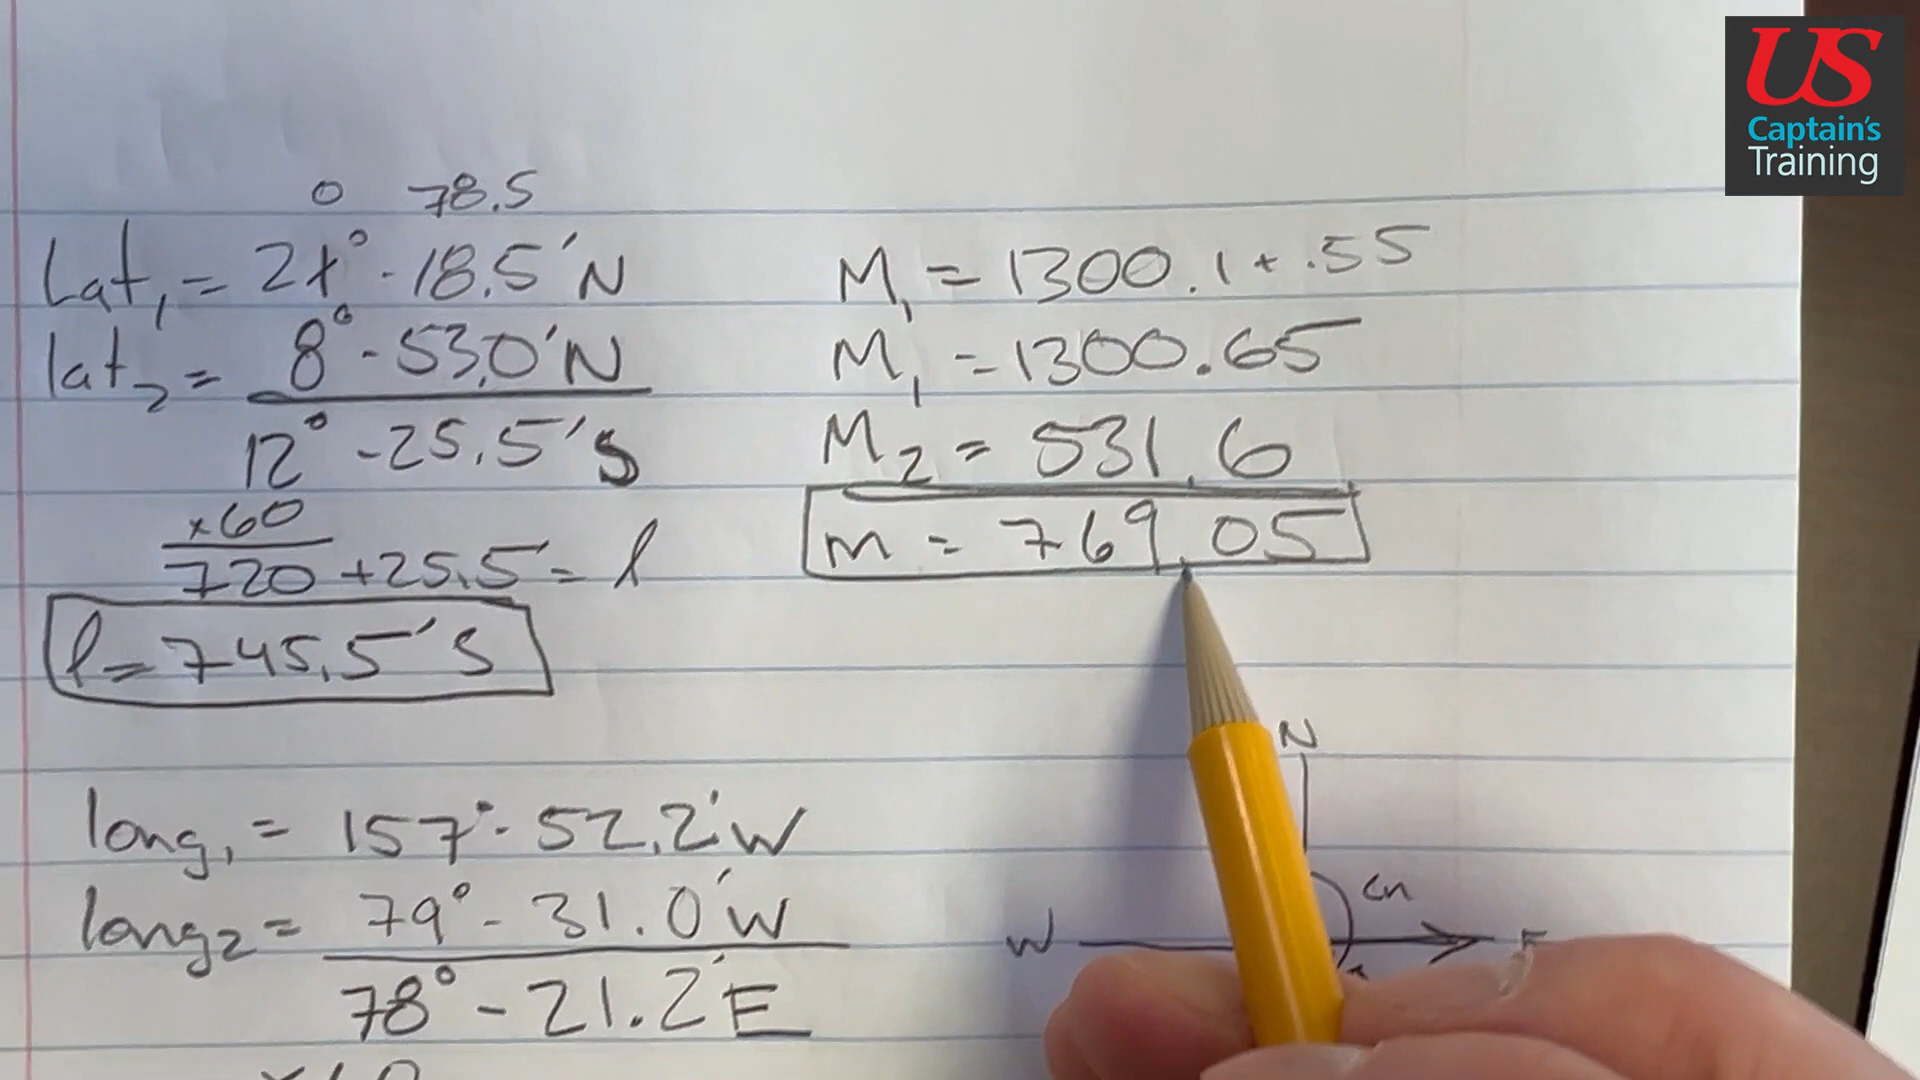 US
Captain's
Training
0 78.5
Lat₁ = 21° - 18.5' N
lat₂ = 8° - 53.0' N
12° - 25.5' S
x60
720 + 25.5 = l
l = 745.5' S
M₁ = 1300.1 + .55
M₁ = 1300.65
M₂ = 531.6
m = 769.05
long₁ = 157° - 52.2' W
long₂ = 79° - 31.0' W
78° - 21.2' E
N
Cn
W